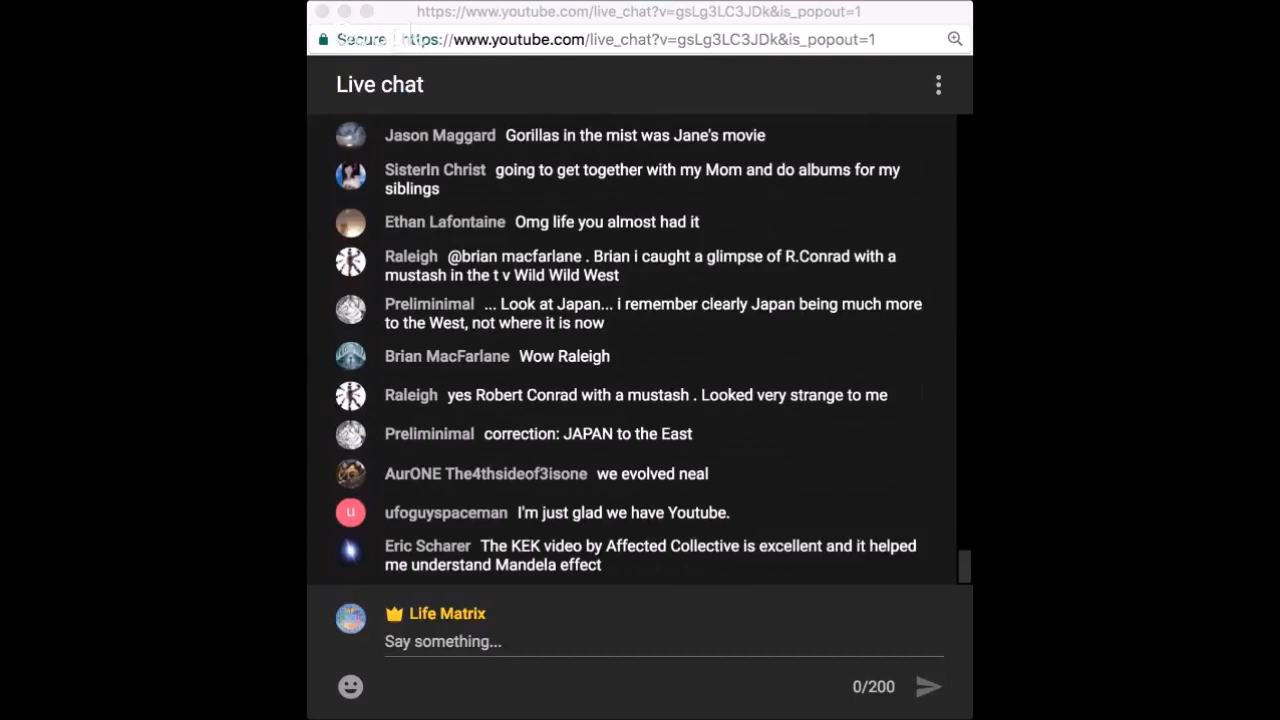 https://www.youtube.com/live_chat?v=gsLg3LC3JDk&is_popout=1
Secure https://www.youtube.com/live_chat?v=gsLg3LC3JDk&is_popout=1
Live chat
Jason Maggard Gorillas in the mist was Jane's movie
SisterIn Christ going to get together with my Mom and do albums for my
siblings
Ethan Lafontaine Omg life you almost had it
Raleigh @brian macfarlane . Brian i caught a glimpse of R.Conrad with a
mustash in the t v Wild Wild West
Preliminimal ... Look at Japan... i remember clearly Japan being much more
to the West, not where it is now
Brian MacFarlane Wow Raleigh
Raleigh yes Robert Conrad with a mustash . Looked very strange to me
Preliminimal correction: JAPAN to the East
AurONE The4thsideof3isone we evolved neal
u ufoguyspaceman I'm just glad we have Youtube.
Eric Scharer The KEK video by Affected Collective is excellent and it helped
me understand Mandela effect
Life Matrix
Say something...
0/200